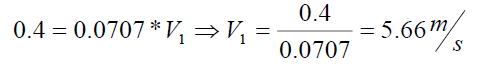 0.4 = 0.0707 * V₁ ⇒ V₁ = 0.4 / 0.0707 = 5.66 m/s